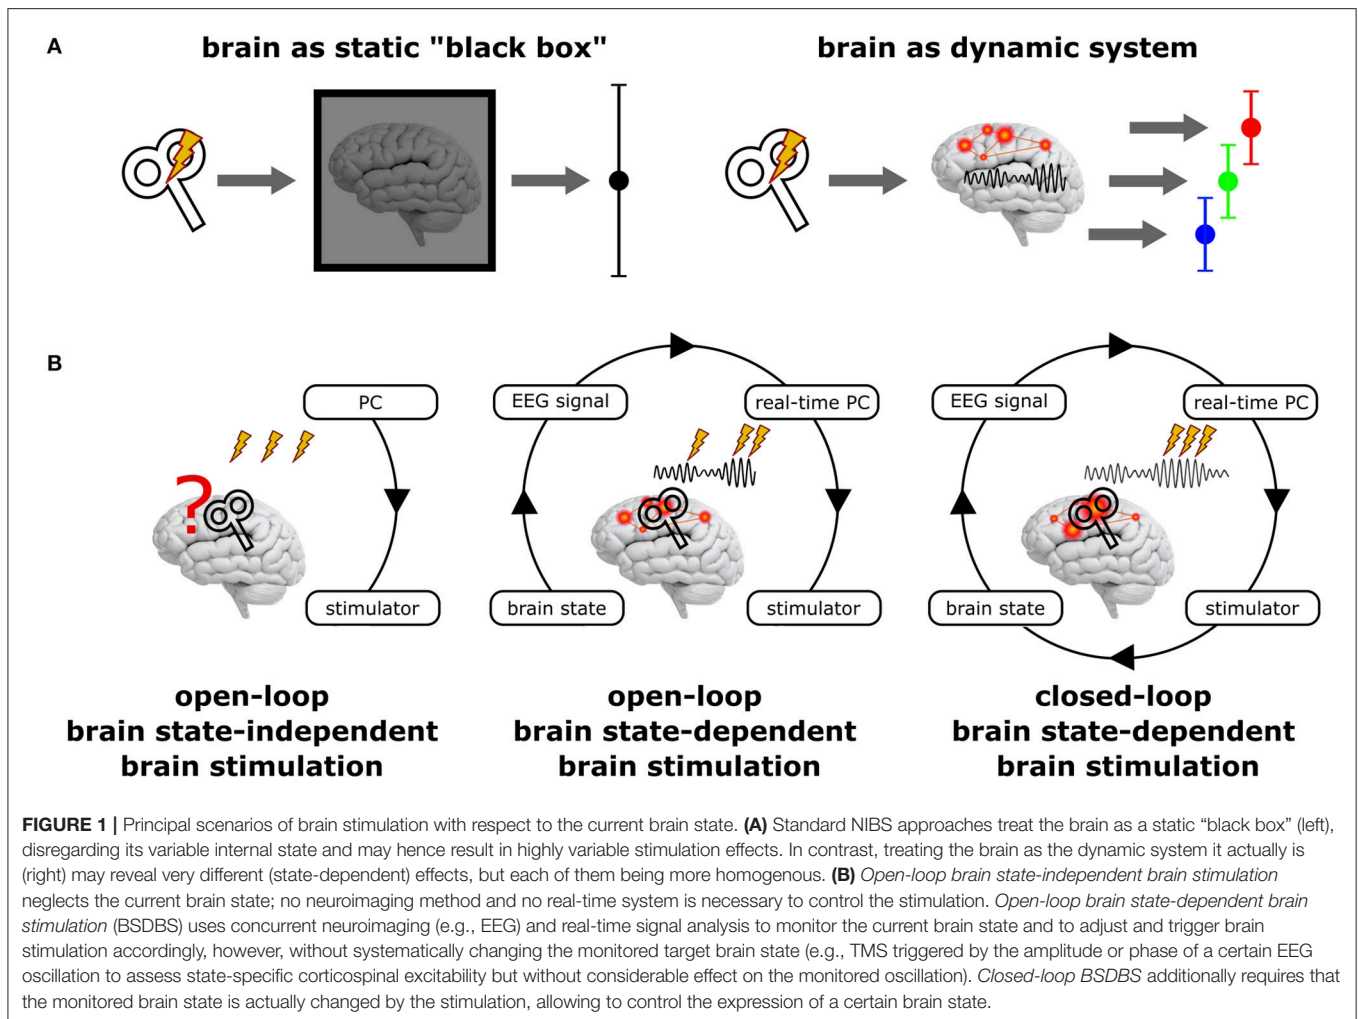 A
brain as static "black box"
brain as dynamic system
B
PC
?
stimulator
open-loop
brain state-independent
brain stimulation
EEG signal
real-time PC
brain state
stimulator
open-loop
brain state-dependent
brain stimulation
EEG signal
real-time PC
brain state
stimulator
closed-loop
brain state-dependent
brain stimulation
FIGURE 1 | Principal scenarios of brain stimulation with respect to the current brain state. (A) Standard NIBS approaches treat the brain as a static “black box” (left),
disregarding its variable internal state and may hence result in highly variable stimulation effects. In contrast, treating the brain as the dynamic system it actually is
(right) may reveal very different (state-dependent) effects, but each of them being more homogenous. (B) Open-loop brain state-independent brain stimulation
neglects the current brain state; no neuroimaging method and no real-time system is necessary to control the stimulation. Open-loop brain state-dependent brain
stimulation (BSDBS) uses concurrent neuroimaging (e.g., EEG) and real-time signal analysis to monitor the current brain state and to adjust and trigger brain
stimulation accordingly, however, without systematically changing the monitored target brain state (e.g., TMS triggered by the amplitude or phase of a certain EEG
oscillation to assess state-specific corticospinal excitability but without considerable effect on the monitored oscillation). Closed-loop BSDBS additionally requires that
the monitored brain state is actually changed by the stimulation, allowing to control the expression of a certain brain state.